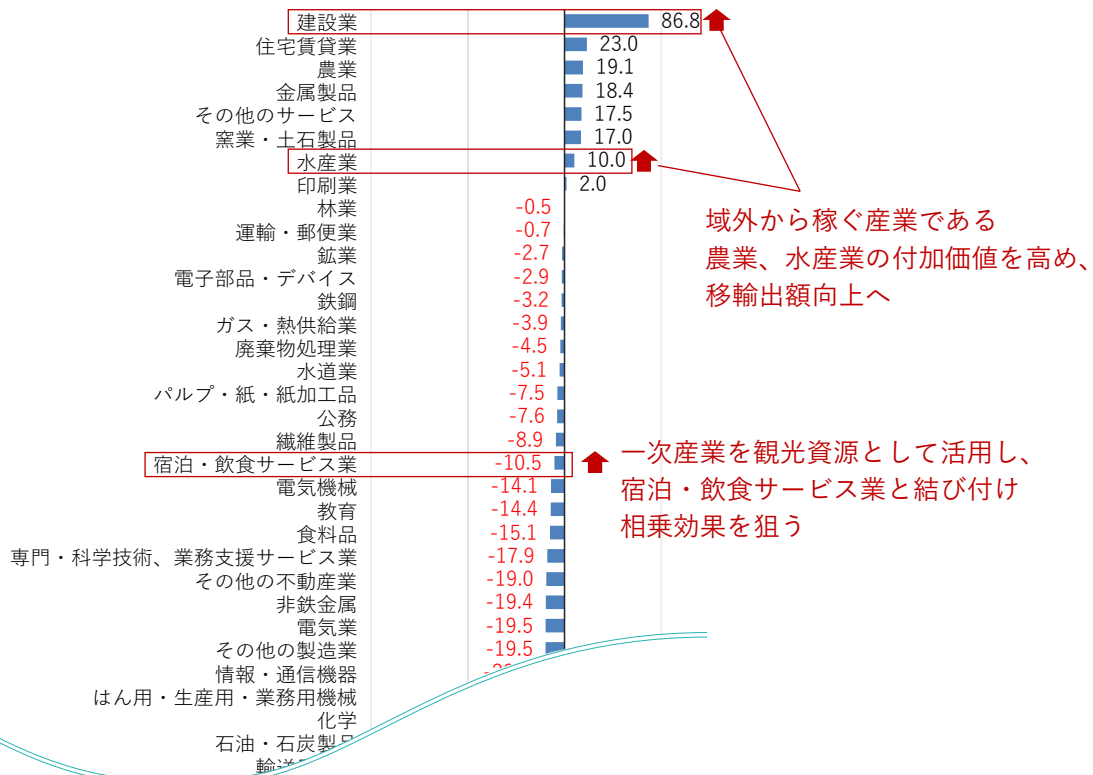 建設業 86.8
住宅賃貸業 23.0
農業 19.1
金属製品 18.4
その他のサービス 17.5
窯業・土石製品 17.0
水産業 10.0
印刷業 2.0
林業 -0.5
運輸・郵便業 -0.7
鉱業 -2.7
電子部品・デバイス -2.9
鉄鋼 -3.2
ガス・熱供給業 -3.9
廃棄物処理業 -4.5
水道業 -5.1
パルプ・紙・紙加工品 -7.5
公務 -7.6
繊維製品 -8.9
宿泊・飲食サービス業 -10.5
電気機械 -14.1
教育 -14.4
食料品 -15.1
専門・科学技術、業務支援サービス業 -17.9
その他の不動産業 -19.0
非鉄金属 -19.4
電気業 -19.5
その他の製造業 -19.5
情報・通信機器
はん用・生産用・業務用機械
化学
石油・石炭製品
域外から稼ぐ産業である
農業、水産業の付加価値を高め、
移輸出額向上へ
一次産業を観光資源として活用し、
宿泊・飲食サービス業と結び付け
相乗効果を狙う